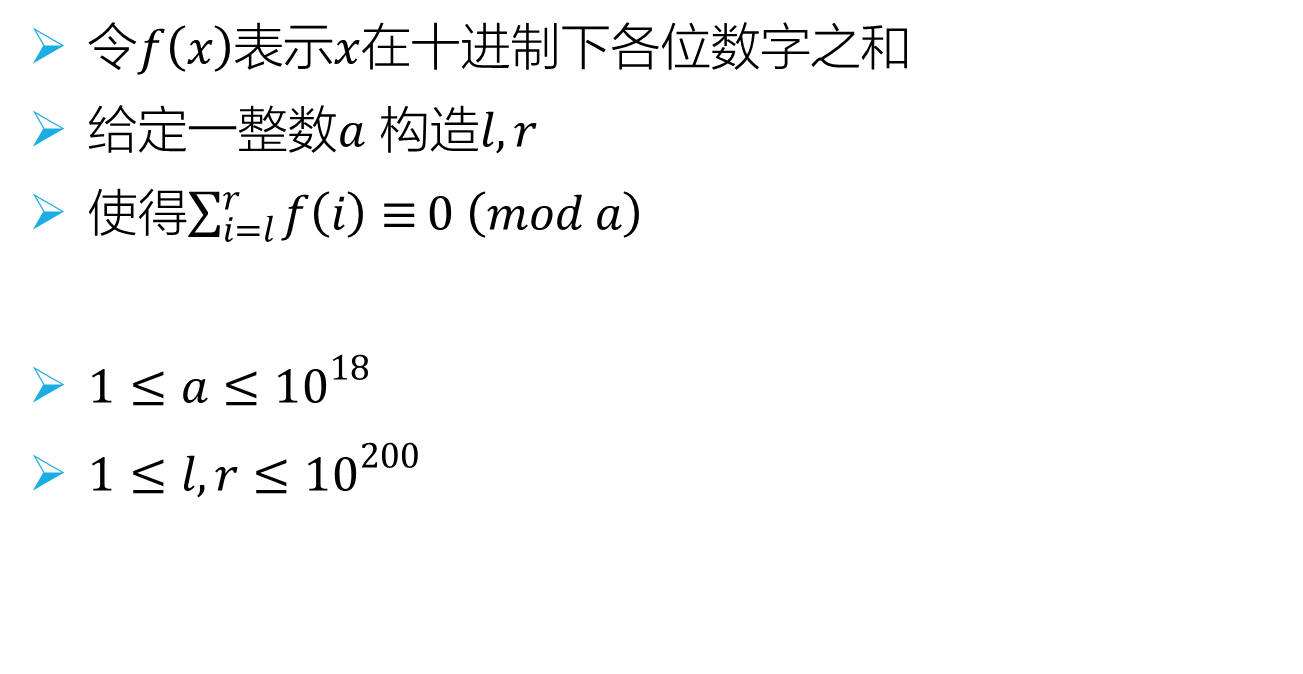 ➢ 令f(x)表示x在十进制下各位数字之和
➢ 给定一整数a 构造l, r
➢ 使得∑_{i=l}^{r} f(i) ≡ 0 (mod a)
➢ 1 ≤ a ≤ 10^{18}
➢ 1 ≤ l, r ≤ 10^{200}